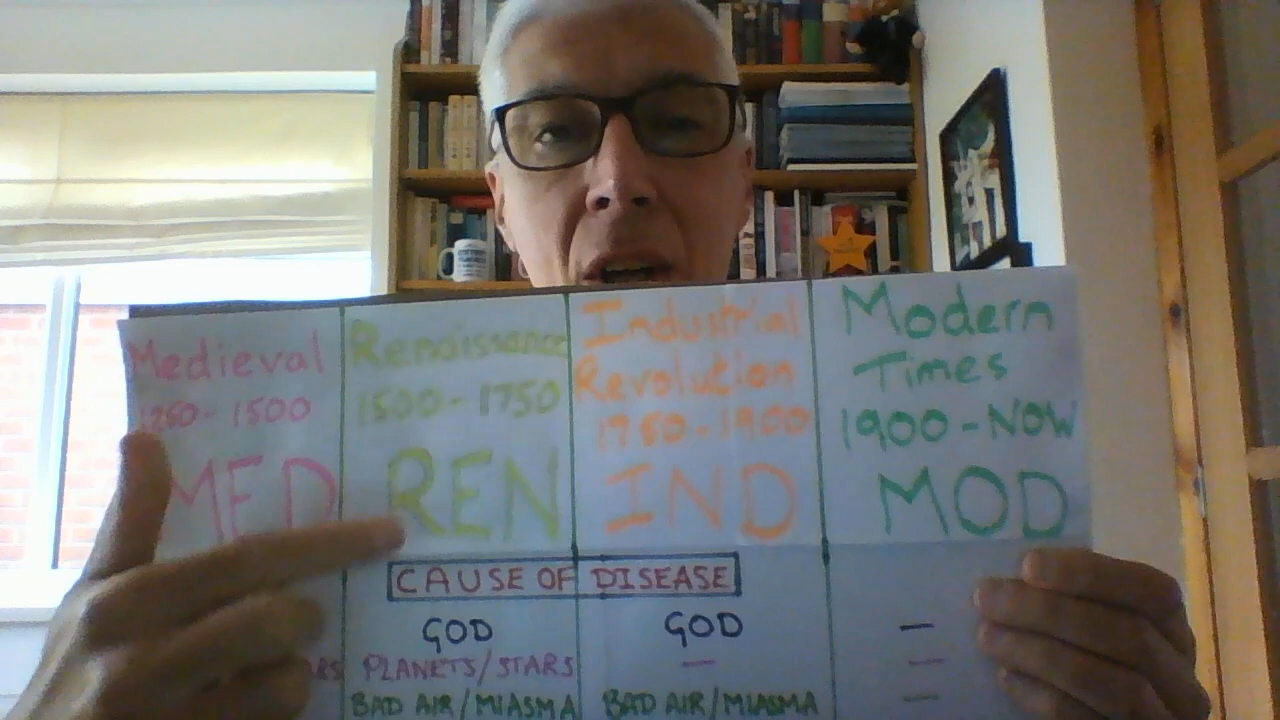 Medieval
1250-1500
MED
Renaissance
1500-1750
REN
Industrial
Revolution
1750-1900
IND
Modern
Times
1900-NOW
MOD
CAUSE OF DISEASE
GOD GOD —
RS PLANETS/STARS — —
BAD AIR/MIASMA BAD AIR/MIASMA —